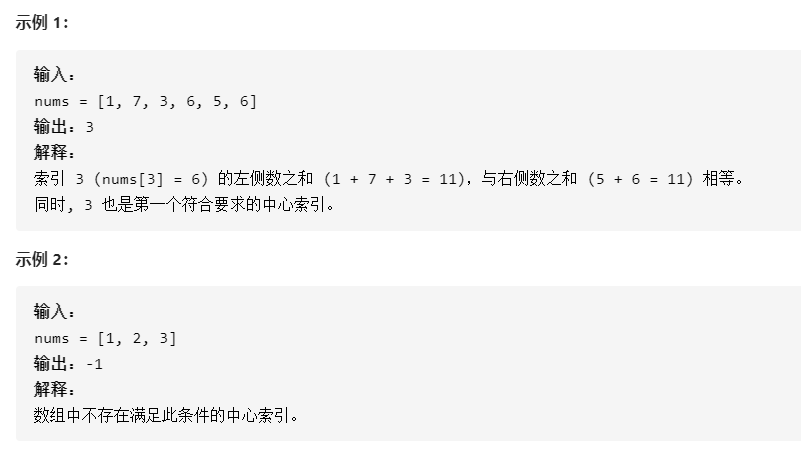 示例 1：
输入：
nums = [1, 7, 3, 6, 5, 6]
输出：3
解释：
索引 3 (nums[3] = 6) 的左侧数之和 (1 + 7 + 3 = 11)，与右侧数之和 (5 + 6 = 11) 相等。
同时, 3 也是第一个符合要求的中心索引。
示例 2：
输入：
nums = [1, 2, 3]
输出：-1
解释：
数组中不存在满足此条件的中心索引。